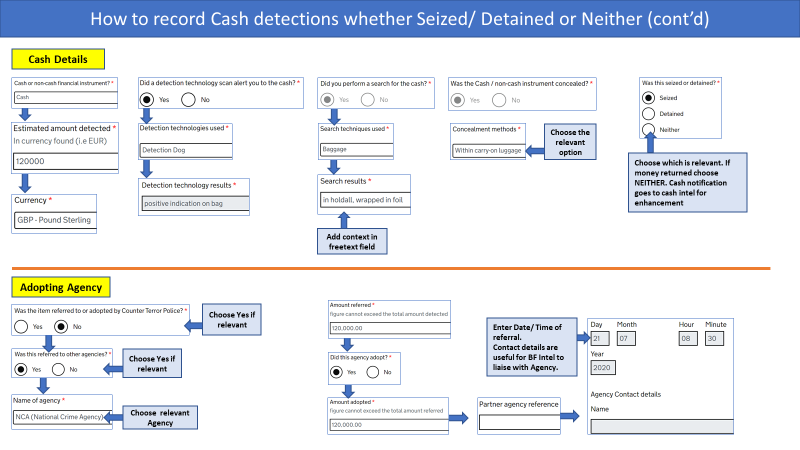 How to record Cash detections whether Seized/ Detained or Neither (cont’d)
Cash Details
Cash or non-cash financial instrument? *
Cash
Estimated amount detected *
In currency found (i.e EUR)
120000
Currency *
GBP - Pound Sterling
Did a detection technology scan alert you to the cash? *
Yes No
Detection technologies used *
Detection Dog
Detection technology results *
positive indication on bag
Did you perform a search for the cash? *
Yes No
Search techniques used *
Baggage
Search results *
in holdall, wrapped in foil
Add context in
freetext field
Was the Cash / non-cash instrument concealed? *
Yes No
Concealment methods *
Within carry-on luggage
Choose the
relevant
option
Was this seized or detained? *
Seized
Detained
Neither
Choose which is relevant. If
money returned choose
NEITHER. Cash notification
goes to cash intel for
enhancement
Adopting Agency
Was the item referred to or adopted by Counter Terror Police? *
Yes No
Choose Yes if
relevant
Was this referred to other agencies? *
Yes No
Choose Yes if
relevant
Name of agency *
NCA (National Crime Agency)
Choose relevant
Agency
Amount referred *
figure cannot exceed the total amount detected
120,000.00
Did this agency adopt? *
Yes No
Amount adopted *
figure cannot exceed the total amount referred
120,000.00
Partner agency reference
Enter Date/ Time of
referral.
Contact details are
useful for BF Intel to
liaise with Agency.
Day Month Hour Minute
21 07 08 30
Year
2020
Agency Contact details
Name